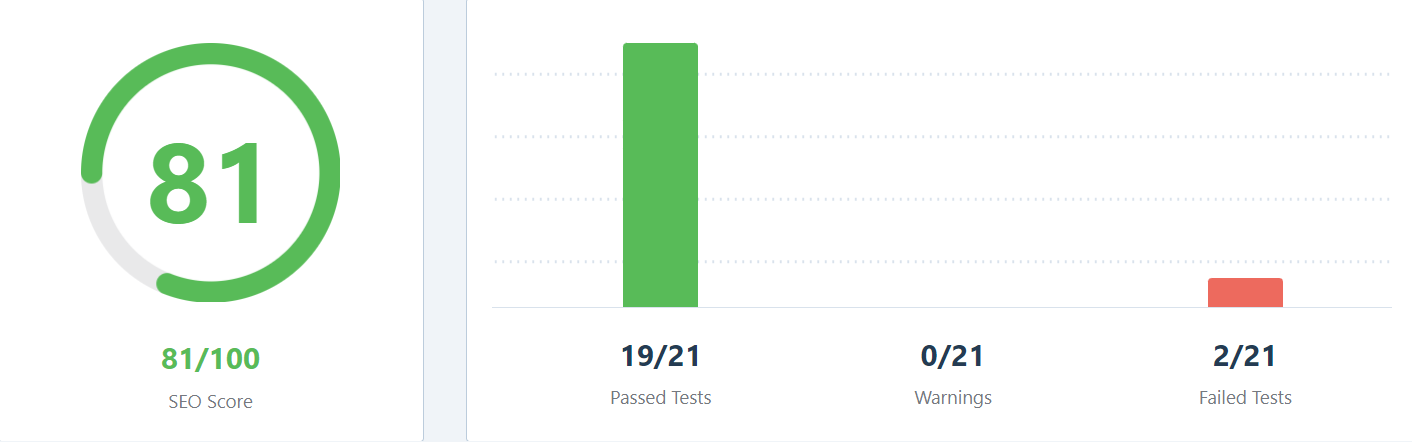 81
81/100
SEO Score
19/21
Passed Tests
0/21
Warnings
2/21
Failed Tests